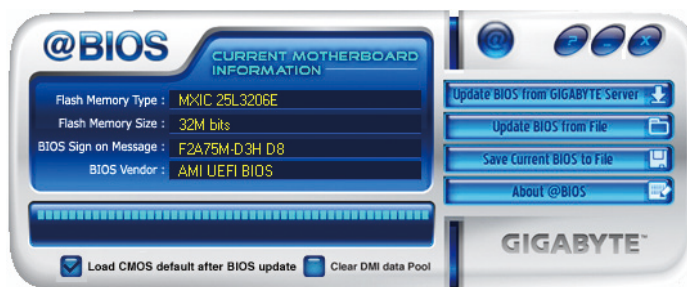 @BIOS
CURRENT MOTHERBOARD
INFORMATION
Flash Memory Type : MXIC 25L3206E
Flash Memory Size : 32M bits
BIOS Sign on Message : F2A75M-D3H D8
BIOS Vendor : AMI UEFI BIOS
Load CMOS default after BIOS update
Clear DMI data Pool
@
? _ X
Update BIOS from GIGABYTE Server
Update BIOS from File
Save Current BIOS to File
About @BIOS
GIGABYTE™